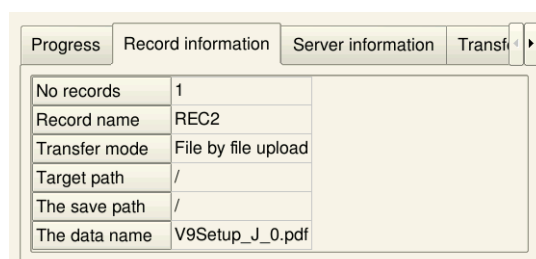 Progress Record information Server information Transf
No records 1
Record name REC2
Transfer mode File by file upload
Target path /
The save path /
The data name V9Setup_J_0.pdf